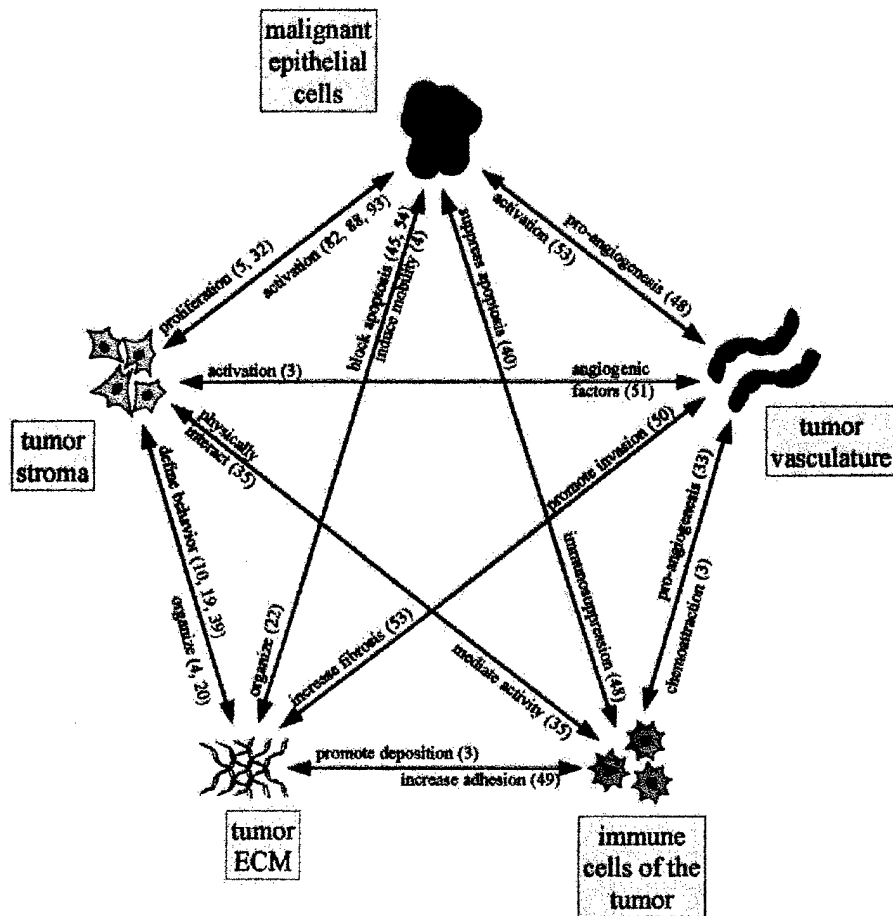 malignant
epithelial
cells
proliferation (5, 32)
activation (82, 88, 93)
block apoptosis (45, 54)
induce mobility (4)
suppress apoptosis (40)
activation (53)
pro-angiogenesis (48)
activation (3)
angiogenic
factors (51)
tumor
stroma
physically
interact (35)
promote invasion (50)
tumor
vasculature
define behavior (10, 19, 39)
organize (4, 20)
organize (22)
increase fibrosis (53)
mediate activity (35)
immunosuppression (48)
pro-angiogenesis (33)
chemoattraction (3)
promote deposition (3)
increase adhesion (49)
tumor
ECM
immune
cells of the
tumor